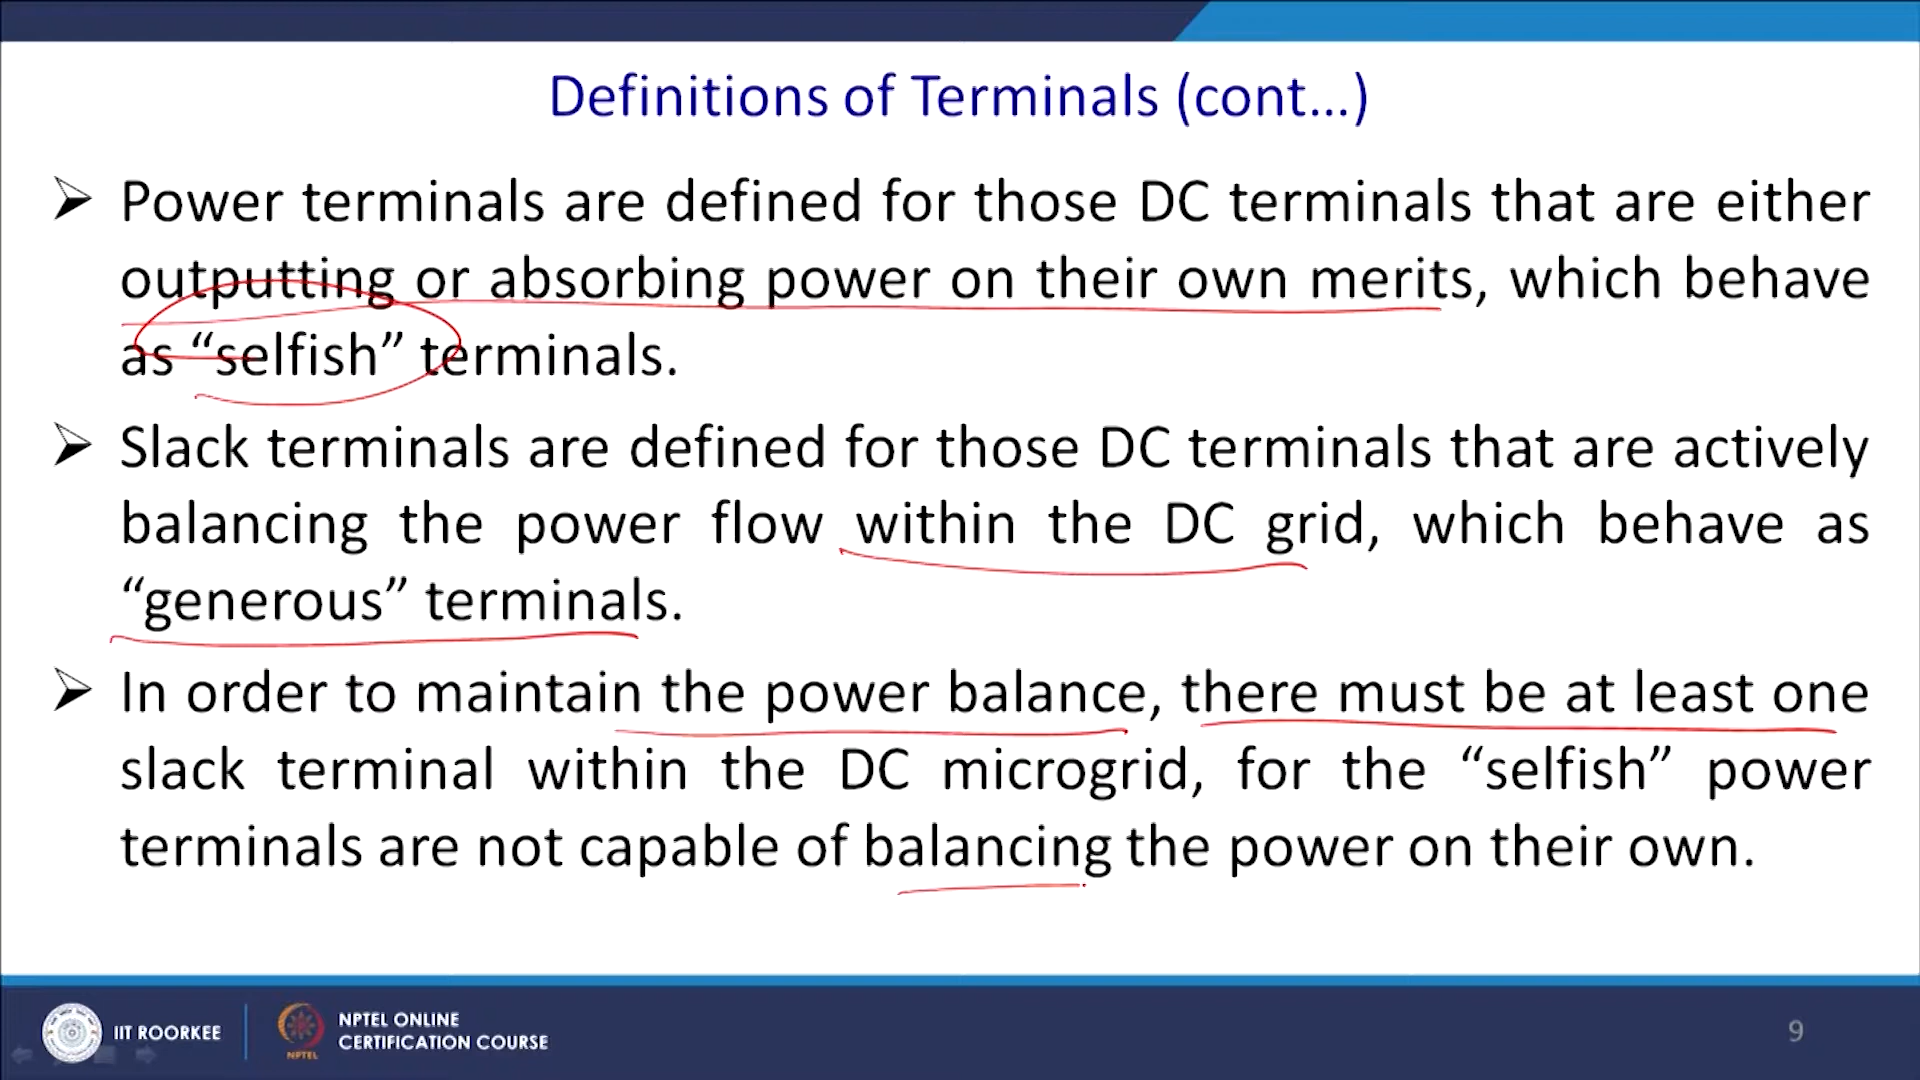 Definitions of Terminals (cont...)
➢ Power terminals are defined for those DC terminals that are either
outputting or absorbing power on their own merits, which behave
as “selfish” terminals.
➢ Slack terminals are defined for those DC terminals that are actively
balancing the power flow within the DC grid, which behave as
“generous” terminals.
➢ In order to maintain the power balance, there must be at least one
slack terminal within the DC microgrid, for the “selfish” power
terminals are not capable of balancing the power on their own.
IIT ROORKEE
NPTEL
NPTEL ONLINE
CERTIFICATION COURSE
9